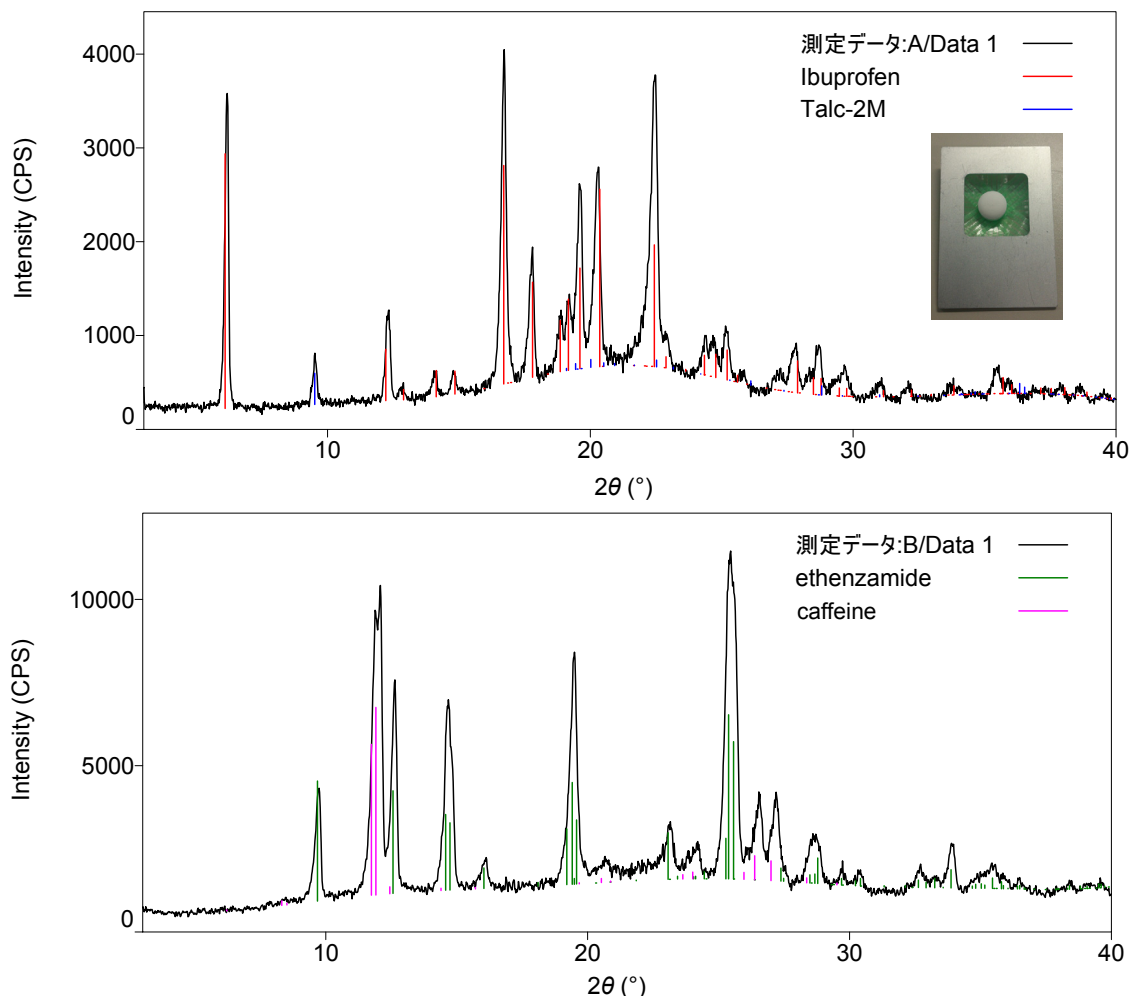 測定データ:A/Data 1
Ibuprofen
Talc-2M
4000
3000
2000
1000
0
Intensity (CPS)
10 20 30 40
2θ (°)
測定データ:B/Data 1
ethenzamide
caffeine
10000
5000
0
Intensity (CPS)
10 20 30 40
2θ (°)